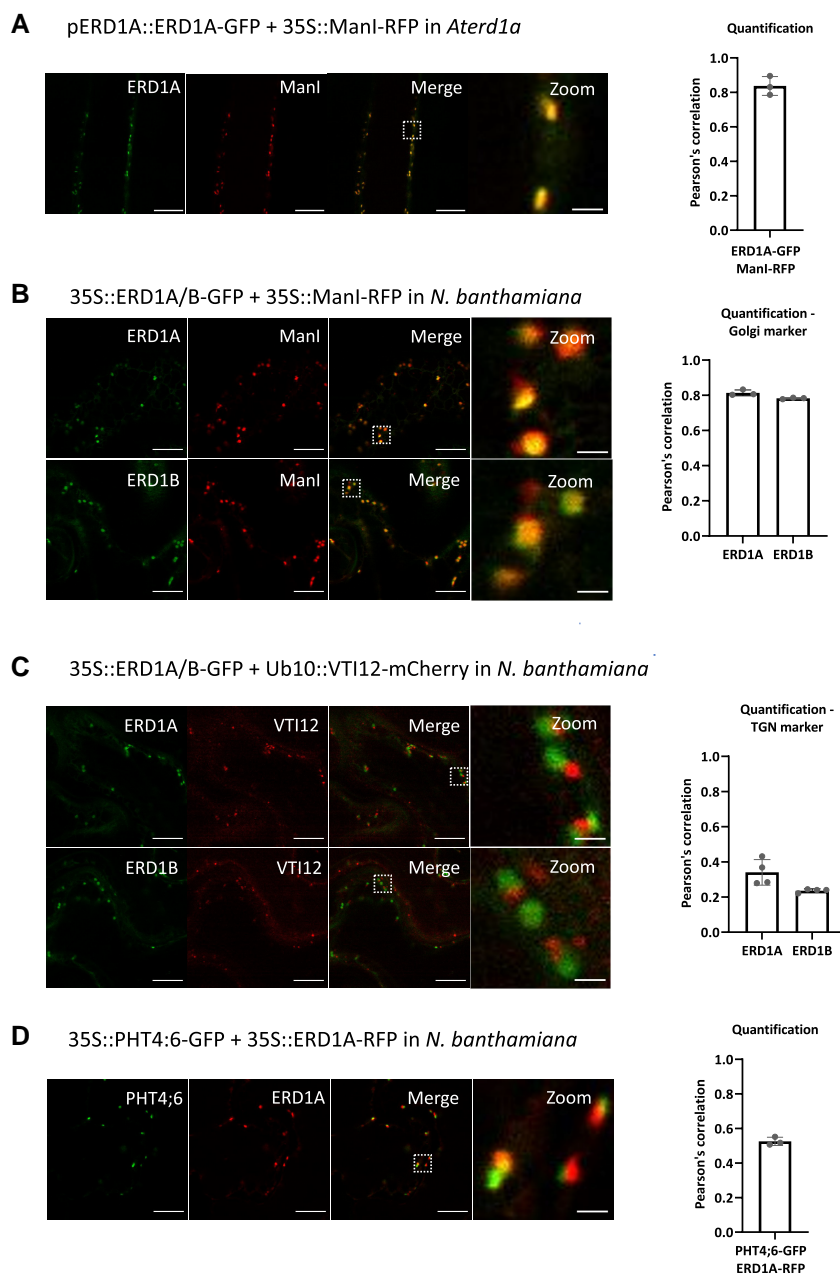 A
pERD1A::ERD1A-GFP + 35S::ManI-RFP in Aterd1a
ERD1A
ManI
Merge
Zoom
Quantification
Pearson's correlation
1.0
0.8
0.6
0.4
0.2
0.0
ERD1A-GFP
ManI-RFP
B
35S::ERD1A/B-GFP + 35S::ManI-RFP in N. banthamiana
ERD1A
ManI
Merge
Zoom
ERD1B
ManI
Merge
Zoom
Quantification -
Golgi marker
Pearson's correlation
1.0
0.8
0.6
0.4
0.2
0.0
ERD1A ERD1B
C
35S::ERD1A/B-GFP + Ub10::VTI12-mCherry in N. banthamiana
ERD1A
VTI12
Merge
Zoom
ERD1B
VTI12
Merge
Zoom
Quantification -
TGN marker
Pearson's correlation
1.0
0.8
0.6
0.4
0.2
0.0
ERD1A ERD1B
D
35S::PHT4:6-GFP + 35S::ERD1A-RFP in N. banthamiana
PHT4;6
ERD1A
Merge
Zoom
Quantification
Pearson's correlation
1.0
0.8
0.6
0.4
0.2
0.0
PHT4;6-GFP
ERD1A-RFP